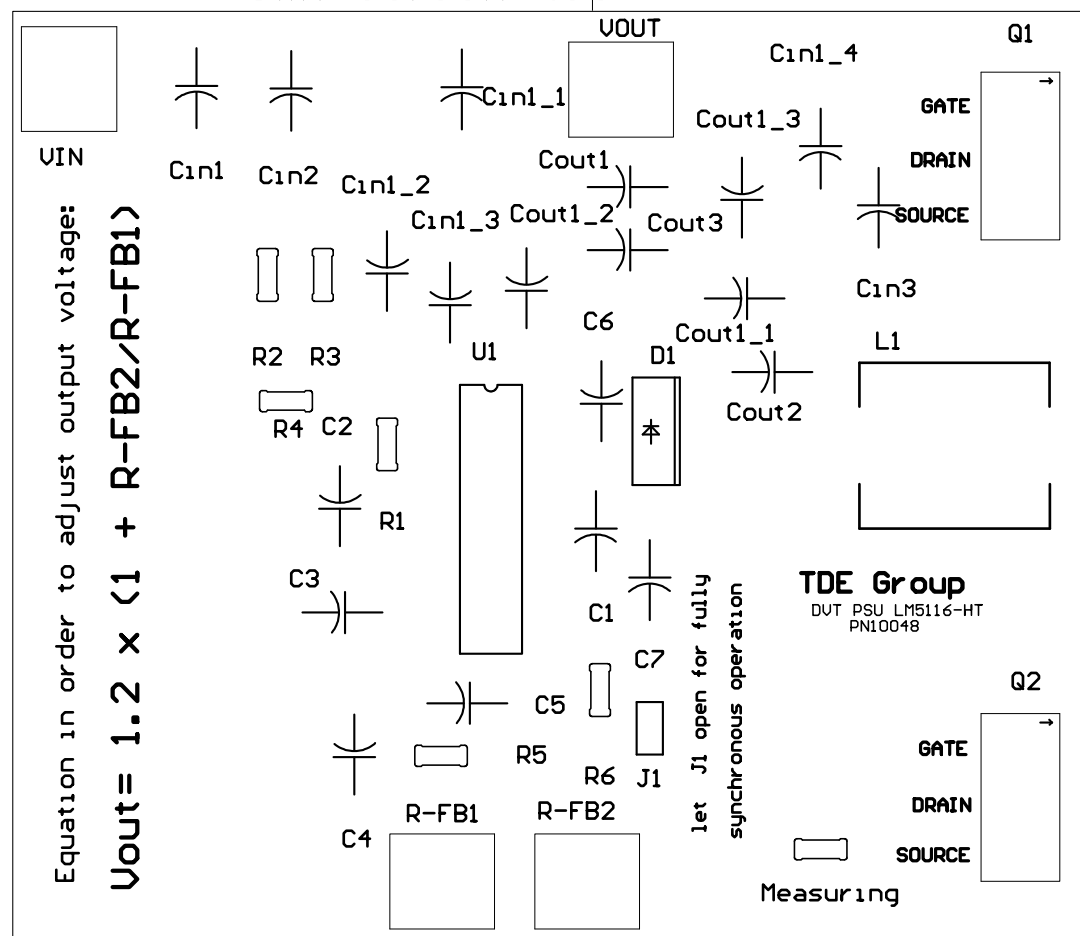 VOUT
Q1
Cin1_4
Cin1_1
GATE
Cout1_3
VIN
Cin1
Cin2
Cout1
DRAIN
Cin1_2
Cin1_3
Cout1_2
Cout3
SOURCE
Cin3
C6
Cout1_1
L1
R2
R3
U1
D1
Cout2
R4
C2
R1
C3
TDE Group
DVT PSU LM5116-HT
PN10048
C1
C7
Q2
C5
R5
R6
J1
GATE
DRAIN
SOURCE
R-FB1
R-FB2
C4
Measuring
Equation in order to adjust output voltage:
Vout= 1.2 x (1 + R-FB2/R-FB1)
let J1 open for fully
synchronous operation